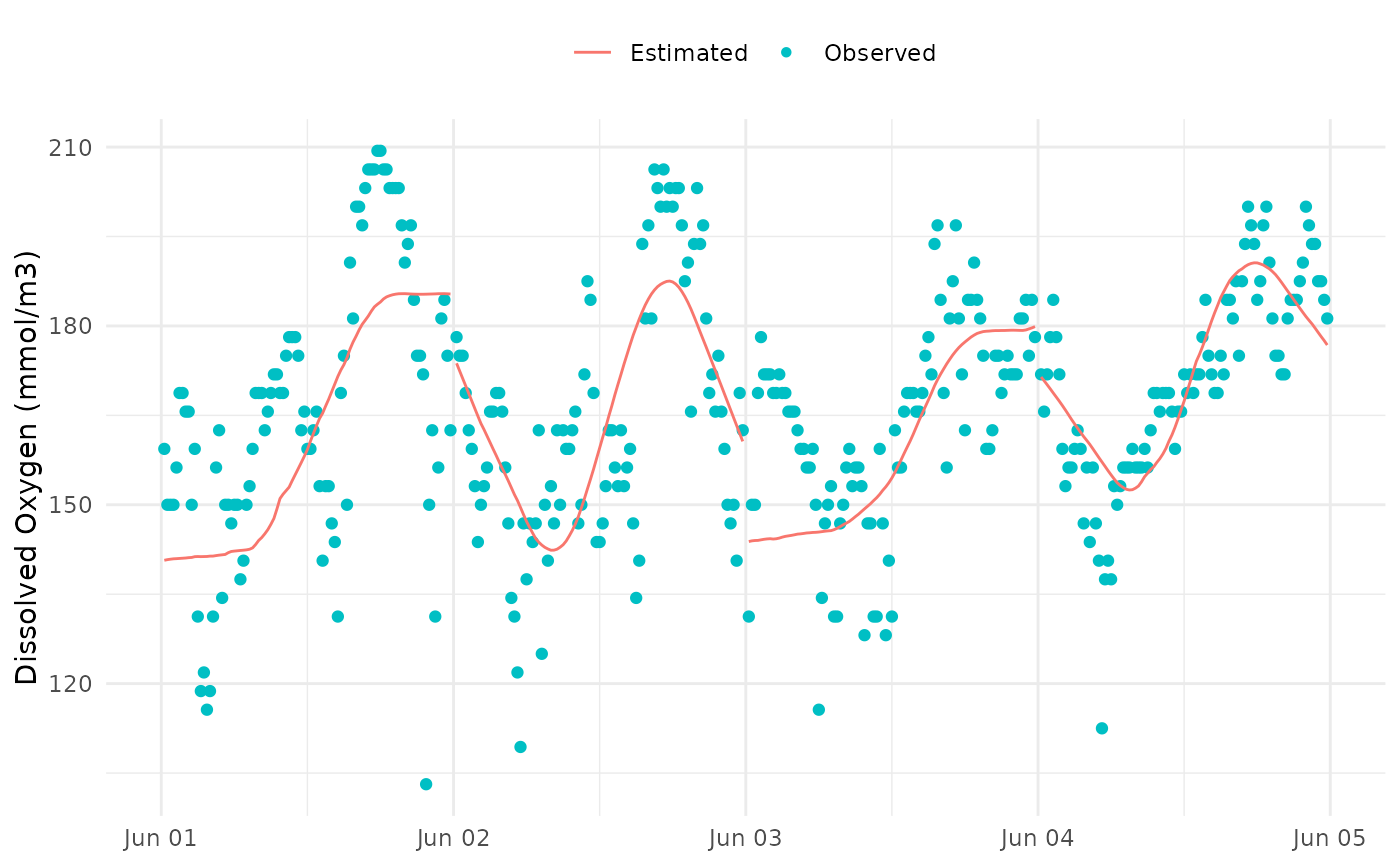 Estimated Observed
Dissolved Oxygen (mmol/m3)
210
180
150
120
Jun 01 Jun 02 Jun 03 Jun 04 Jun 05